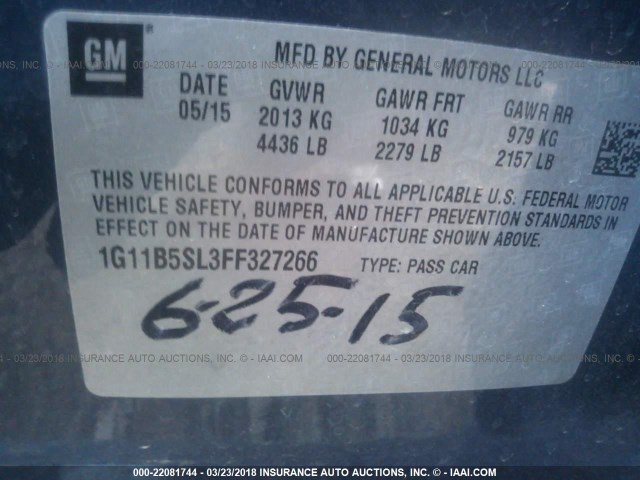 GM
MFD BY GENERAL MOTORS LLC
DATE GVWR GAWR FRT GAWR RR
05/15 2013 KG 1034 KG 979 KG
4436 LB 2279 LB 2157 LB
THIS VEHICLE CONFORMS TO ALL APPLICABLE U.S. FEDERAL MOTOR
VEHICLE SAFETY, BUMPER, AND THEFT PREVENTION STANDARDS IN
EFFECT ON THE DATE OF MANUFACTURE SHOWN ABOVE.
1G11B5SL3FF327266 TYPE: PASS CAR
6-25-15
000-22081744 - 03/23/2018 INSURANCE AUTO AUCTIONS, INC. - © - IAAI.COM